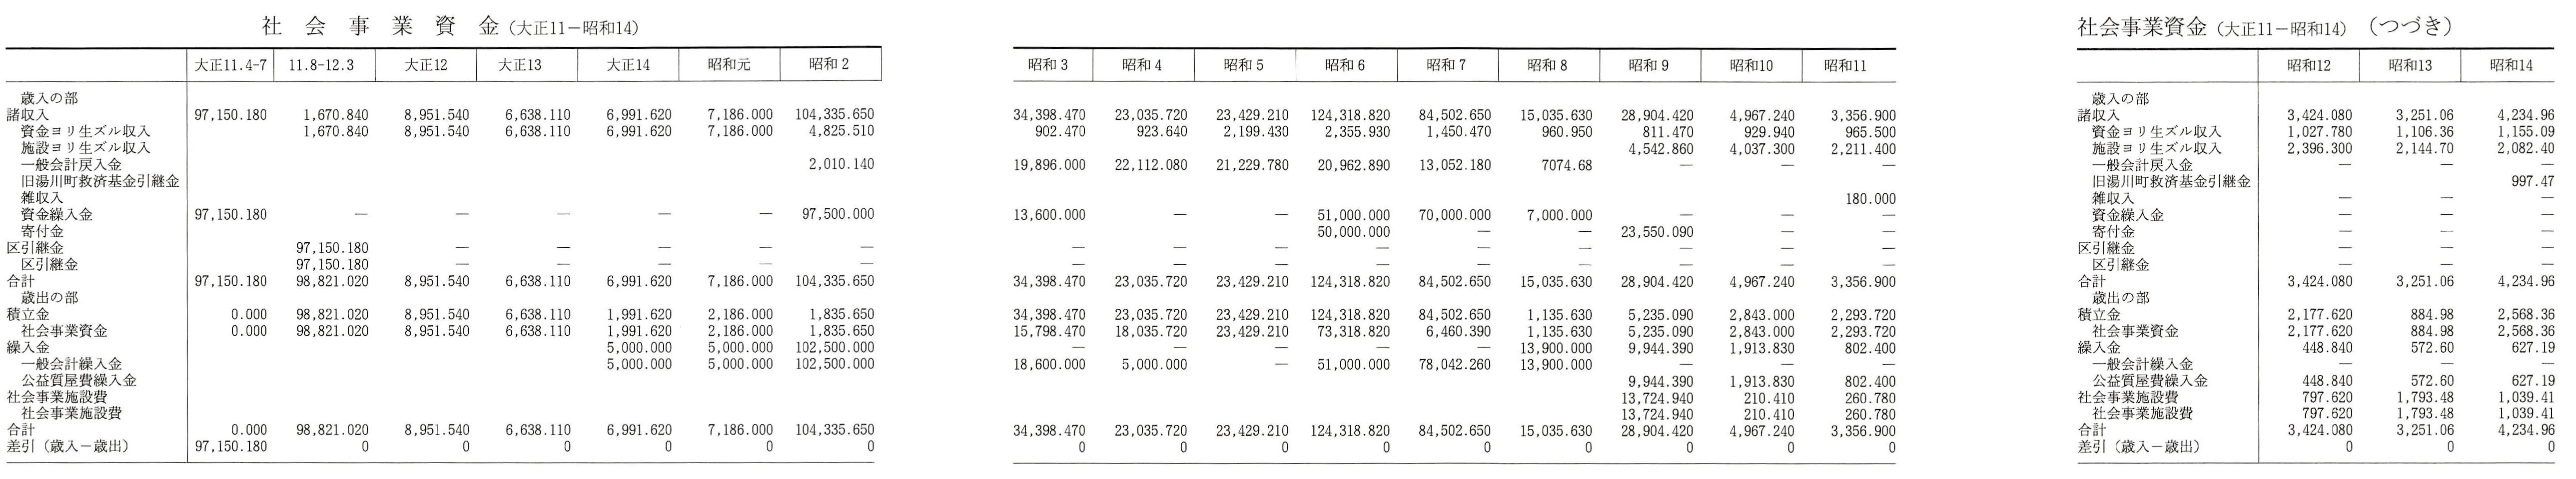 社会事業資金（大正11－昭和14）
大正11.4-7 11.8-12.3 大正12 大正13 大正14 昭和元 昭和2
歳入の部
諸収入 97,150.180 1,670.840 8,951.540 6,638.110 6,991.620 7,186.000 104,335.650
資金ヨリ生ズル収入 1,670.840 8,951.540 6,638.110 6,991.620 7,186.000 4,825.510
施設ヨリ生ズル収入
一般会計戻入金 2,010.140
旧湯川町救済基金引継金
雑収入
資金繰入金 97,150.180 — — — — — 97,500.000
寄付金
区引継金 97,150.180 — — — — —
区引継金 97,150.180 — — — — —
合計 97,150.180 98,821.020 8,951.540 6,638.110 6,991.620 7,186.000 104,335.650
歳出の部
積立金 0.000 98,821.020 8,951.540 6,638.110 1,991.620 2,186.000 1,835.650
社会事業資金 0.000 98,821.020 8,951.540 6,638.110 1,991.620 2,186.000 1,835.650
繰入金 5,000.000 5,000.000 102,500.000
一般会計繰入金 5,000.000 5,000.000 102,500.000
公益質屋費繰入金
社会事業施設費
社会事業施設費
合計 0.000 98,821.020 8,951.540 6,638.110 6,991.620 7,186.000 104,335.650
差引（歳入－歳出） 97,150.180 0 0 0 0 0 0
昭和3 昭和4 昭和5 昭和6 昭和7 昭和8 昭和9 昭和10 昭和11
34,398.470 23,035.720 23,429.210 124,318.820 84,502.650 15,035.630 28,904.420 4,967.240 3,356.900
902.470 923.640 2,199.430 2,355.930 1,450.470 960.950 811.470 929.940 965.500
4,542.860 4,037.300 2,211.400
19,896.000 22,112.080 21,229.780 20,962.890 13,052.180 7074.68 — — —
180.000
13,600.000 — — 51,000.000 70,000.000 7,000.000 — — —
50,000.000 — — 23,550.090 — —
— — — — — — — — —
— — — — — — — — —
34,398.470 23,035.720 23,429.210 124,318.820 84,502.650 15,035.630 28,904.420 4,967.240 3,356.900
34,398.470 23,035.720 23,429.210 124,318.820 84,502.650 1,135.630 5,235.090 2,843.000 2,293.720
15,798.470 18,035.720 23,429.210 73,318.820 6,460.390 1,135.630 5,235.090 2,843.000 2,293.720
— — — — — 13,900.000 9,944.390 1,913.830 802.400
18,600.000 5,000.000 — 51,000.000 78,042.260 13,900.000 — — —
9,944.390 1,913.830 802.400
13,724.940 210.410 260.780
13,724.940 210.410 260.780
34,398.470 23,035.720 23,429.210 124,318.820 84,502.650 15,035.630 28,904.420 4,967.240 3,356.900
0 0 0 0 0 0 0 0 0
社会事業資金（大正11－昭和14）（つづき）
昭和12 昭和13 昭和14
歳入の部
諸収入 3,424.080 3,251.06 4,234.96
資金ヨリ生ズル収入 1,027.780 1,106.36 1,155.09
施設ヨリ生ズル収入 2,396.300 2,144.70 2,082.40
一般会計戻入金 — — —
旧湯川町救済基金引継金 997.47
雑収入 — — —
資金繰入金 — — —
寄付金 — — —
区引継金 — — —
区引継金 — — —
合計 3,424.080 3,251.06 4,234.96
歳出の部
積立金 2,177.620 884.98 2,568.36
社会事業資金 2,177.620 884.98 2,568.36
繰入金 448.840 572.60 627.19
一般会計繰入金 — — —
公益質屋費繰入金 448.840 572.60 627.19
社会事業施設費 797.620 1,793.48 1,039.41
社会事業施設費 797.620 1,793.48 1,039.41
合計 3,424.080 3,251.06 4,234.96
差引（歳入－歳出） 0 0 0